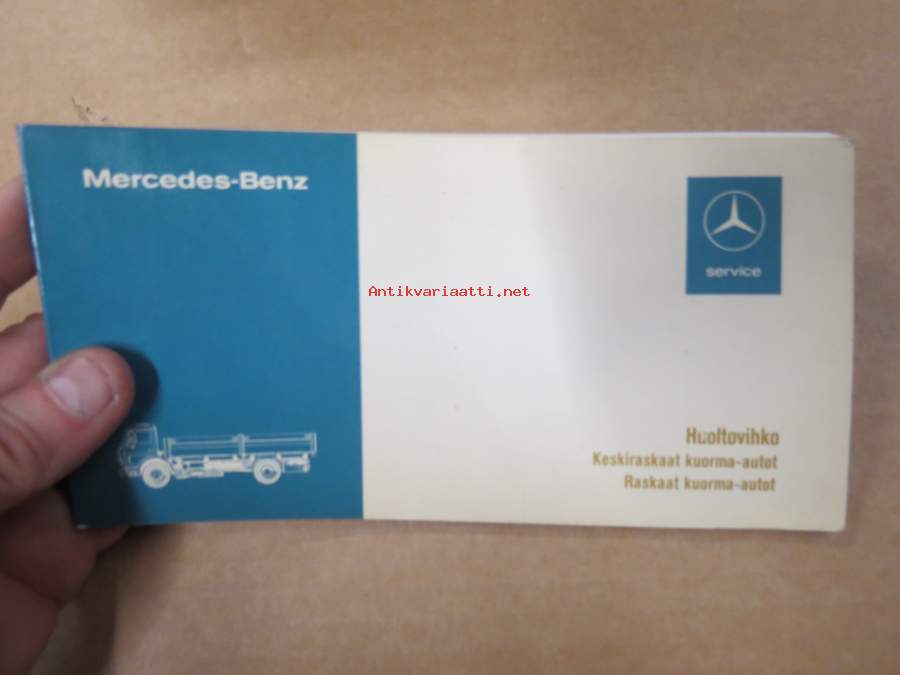 Mercedes-Benz
service
Antikvariaatti.net
Huoltovihko
Keskiraskaat kuorma-autot
Raskaat kuorma-autot